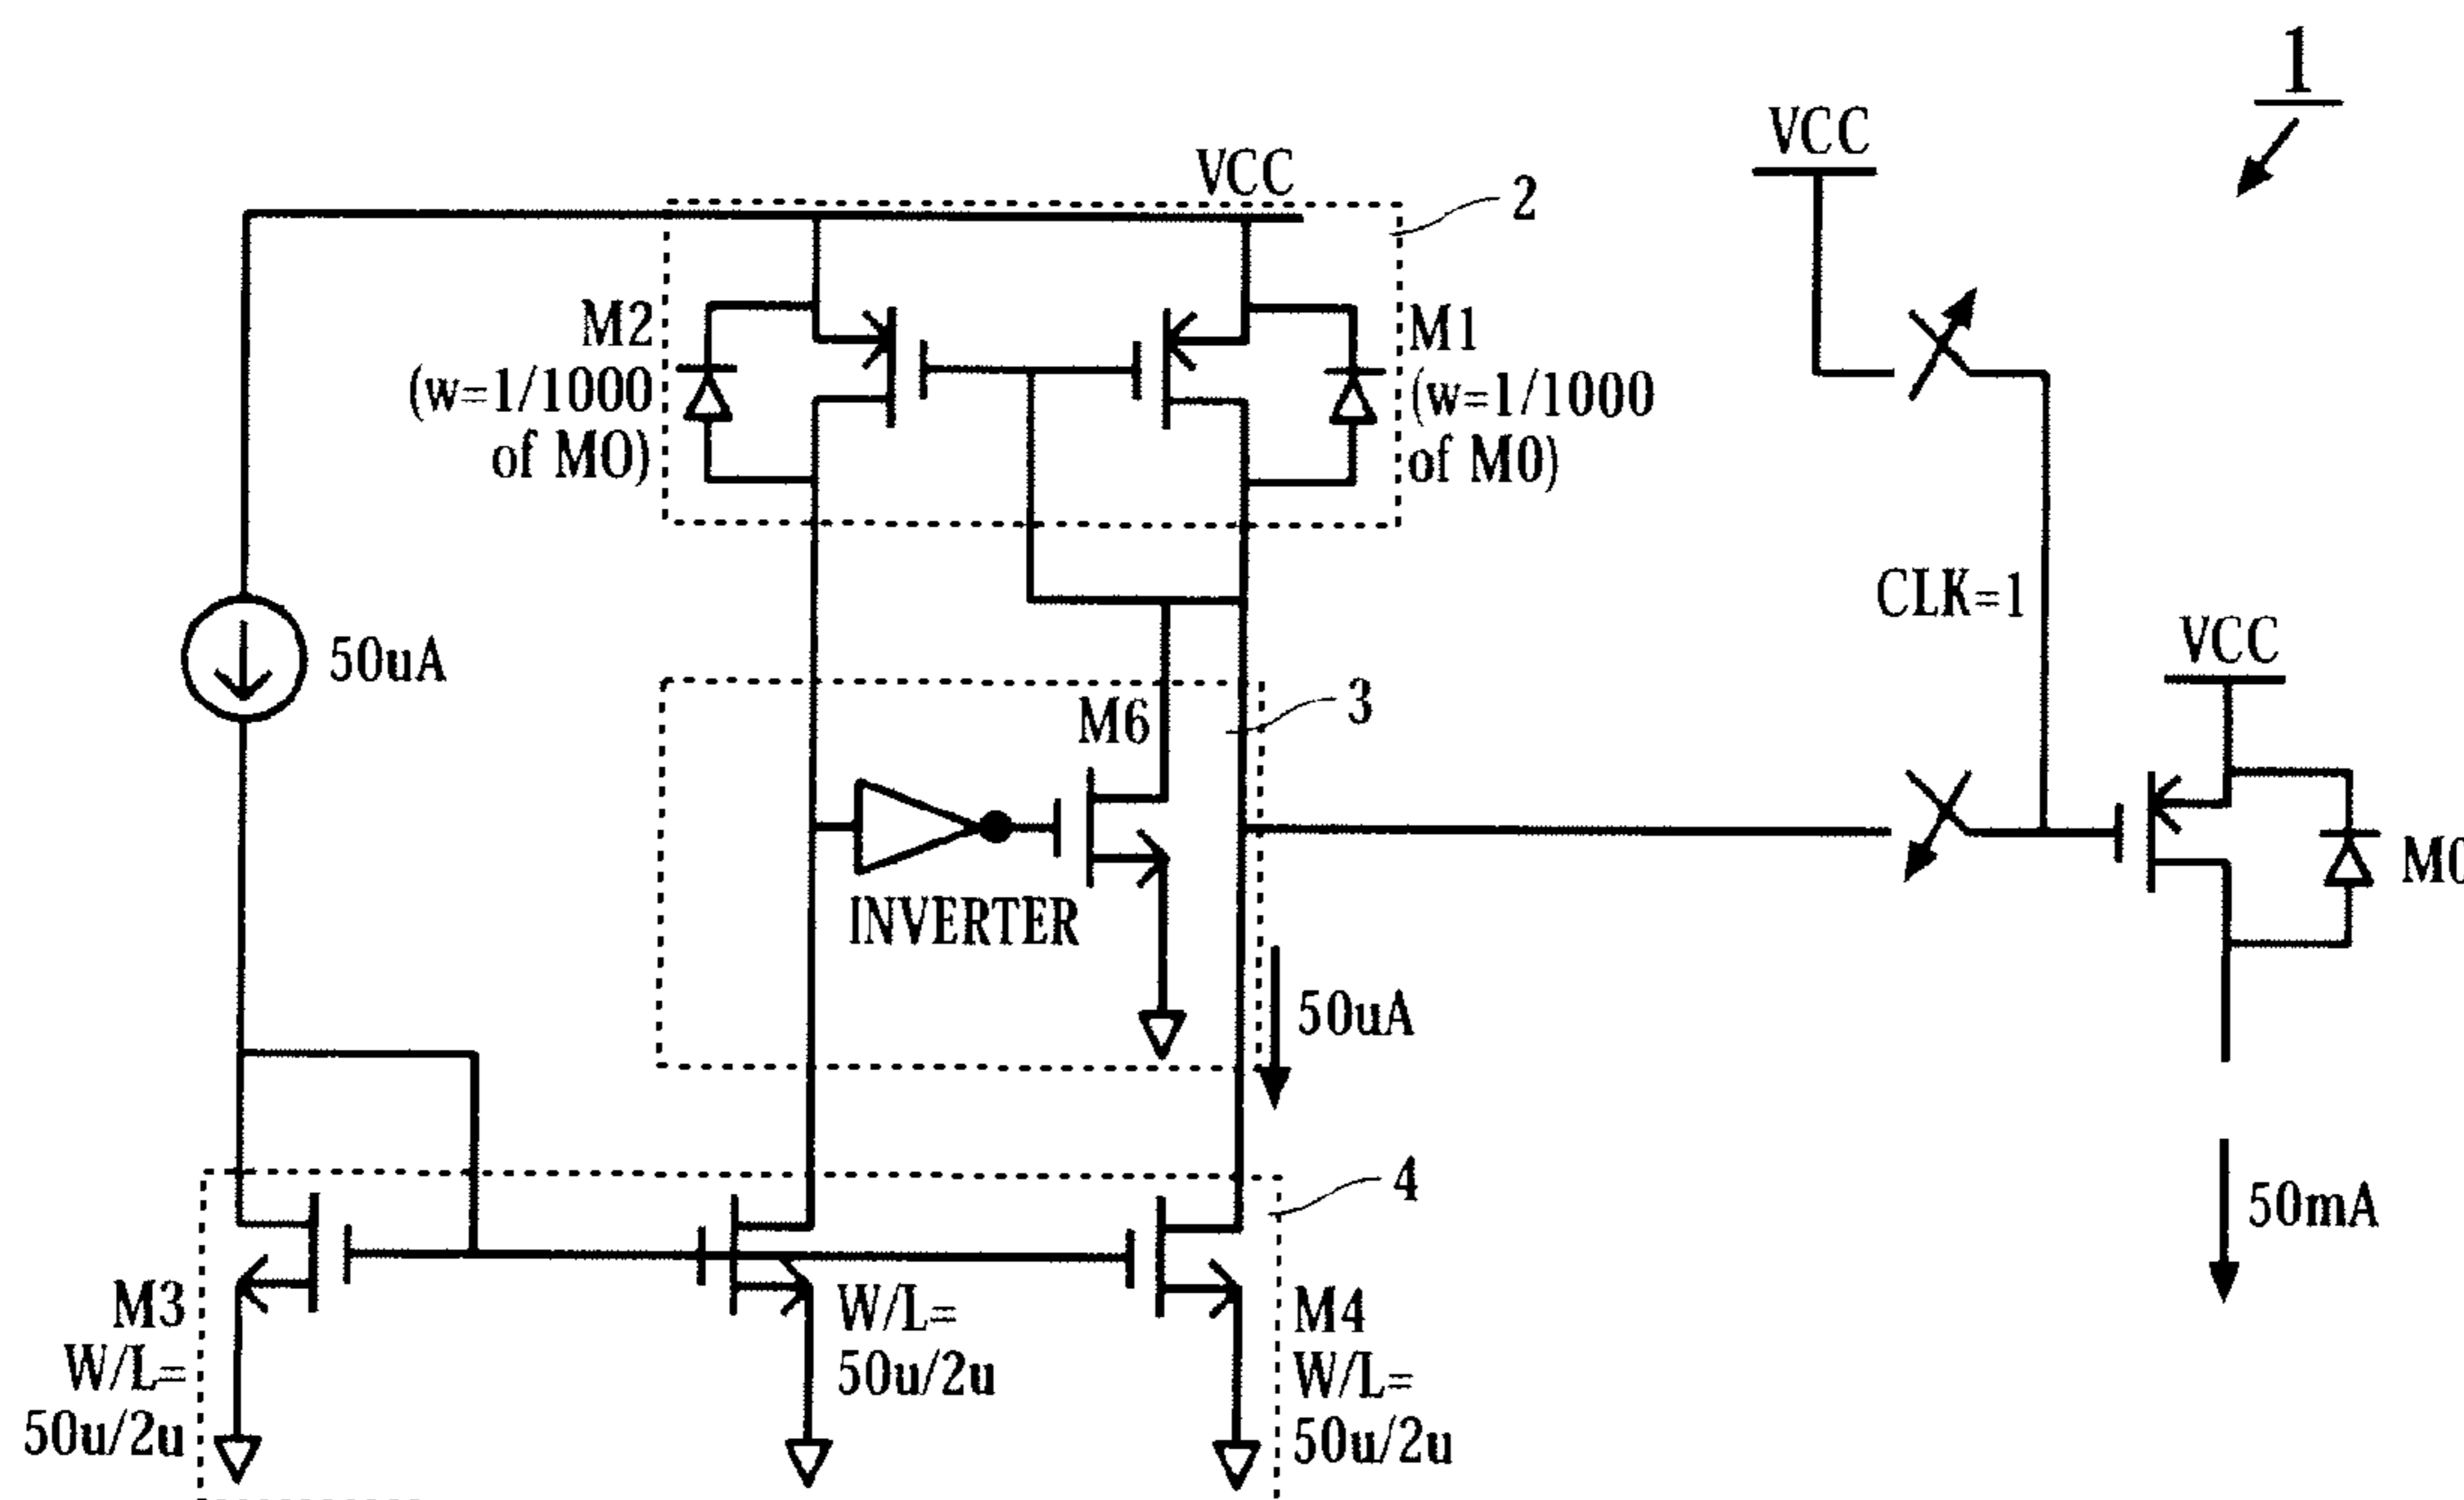 1
VCC
VCC
2
M2
(w=1/1000
of MO)
M1
(w=1/1000
of M0)
CLK=1
VCC
50uA
M6
3
INVERTER
M0
50uA
4
50mA
M3
W/L=
50u/2u
W/L=
50u/2u
M4
W/L=
50u/2u